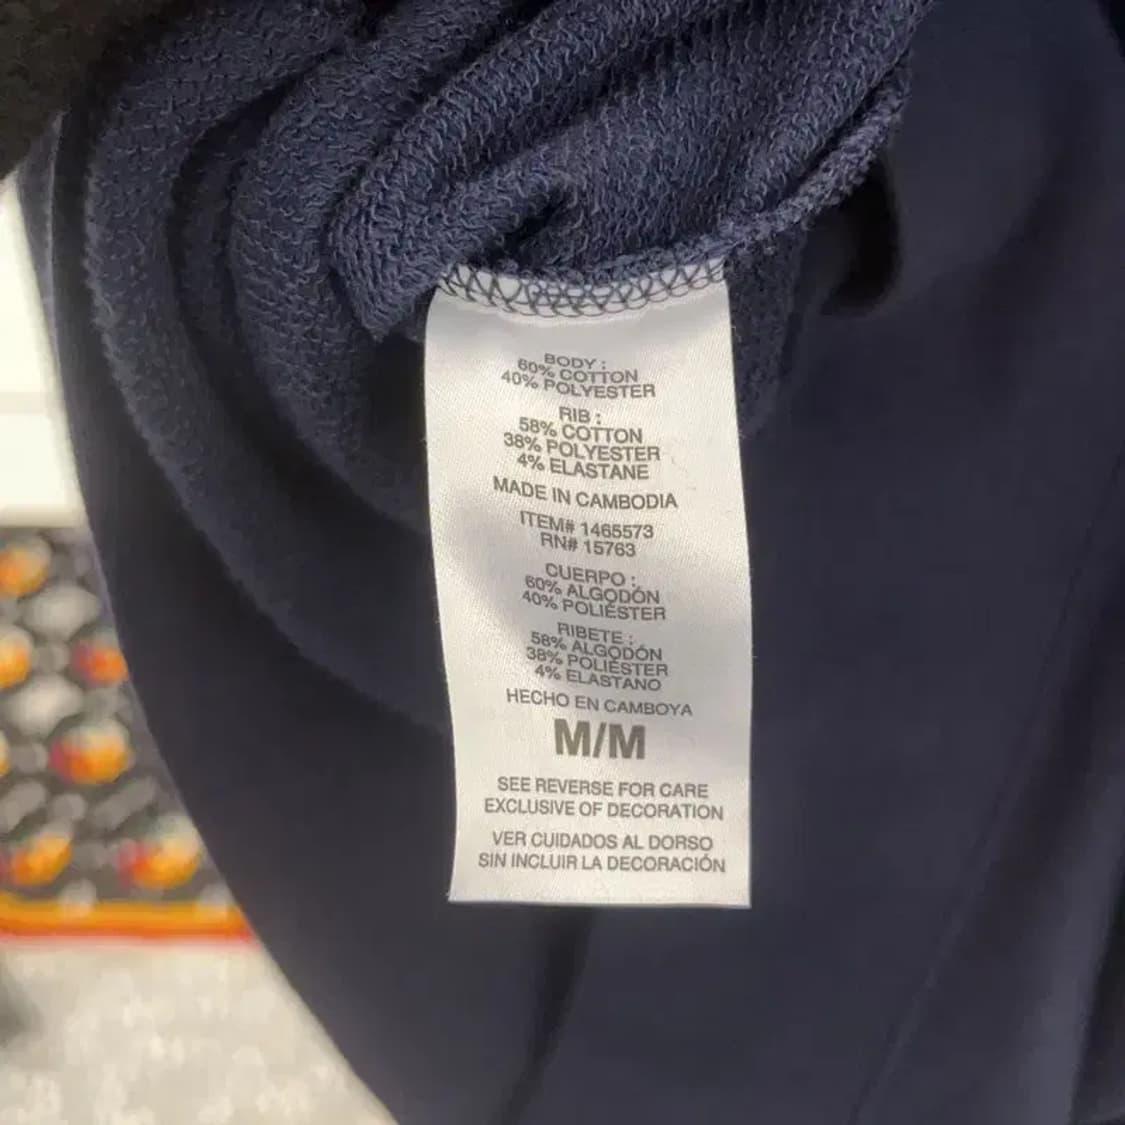 BODY :
60% COTTON
40% POLYESTER
RIB :
58% COTTON
38% POLYESTER
4% ELASTANE
MADE IN CAMBODIA
ITEM# 1465573
RN# 15763
CUERPO :
60% ALGODÓN
40% POLIÉSTER
RIBETE :
58% ALGODÓN
38% POLIÉSTER
4% ELASTANO
HECHO EN CAMBOYA
M/M
SEE REVERSE FOR CARE
EXCLUSIVE OF DECORATION
VER CUIDADOS AL DORSO
SIN INCLUIR LA DECORACIÓN